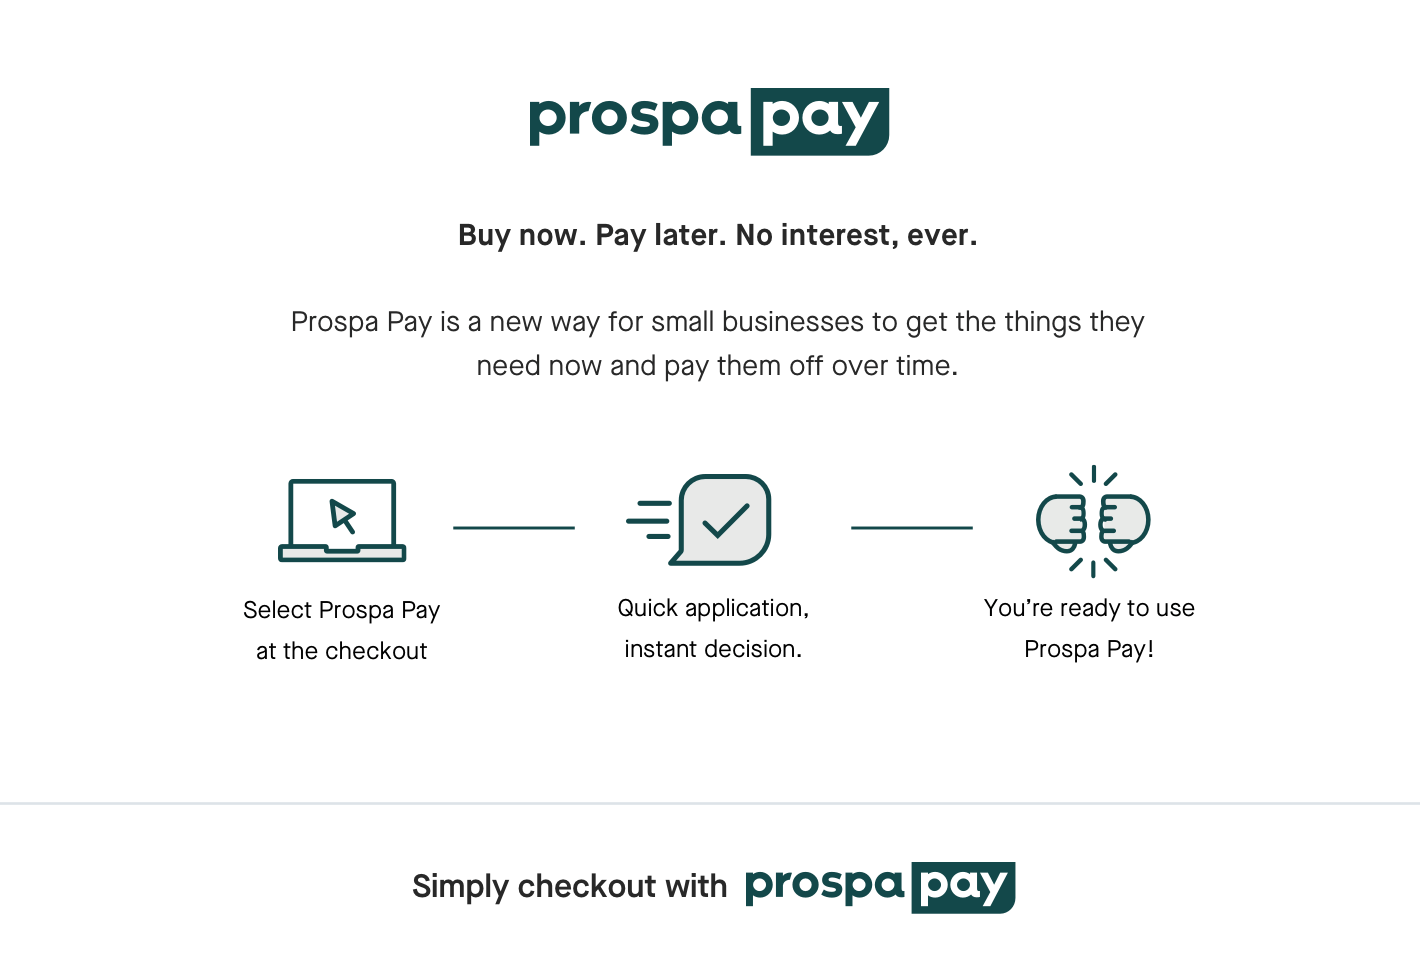 prospa pay
Buy now. Pay later. No interest, ever.
Prospa Pay is a new way for small businesses to get the things they
need now and pay them off over time.
Select Prospa Pay
at the checkout
Quick application,
instant decision.
You’re ready to use
Prospa Pay!
Simply checkout with prospa pay